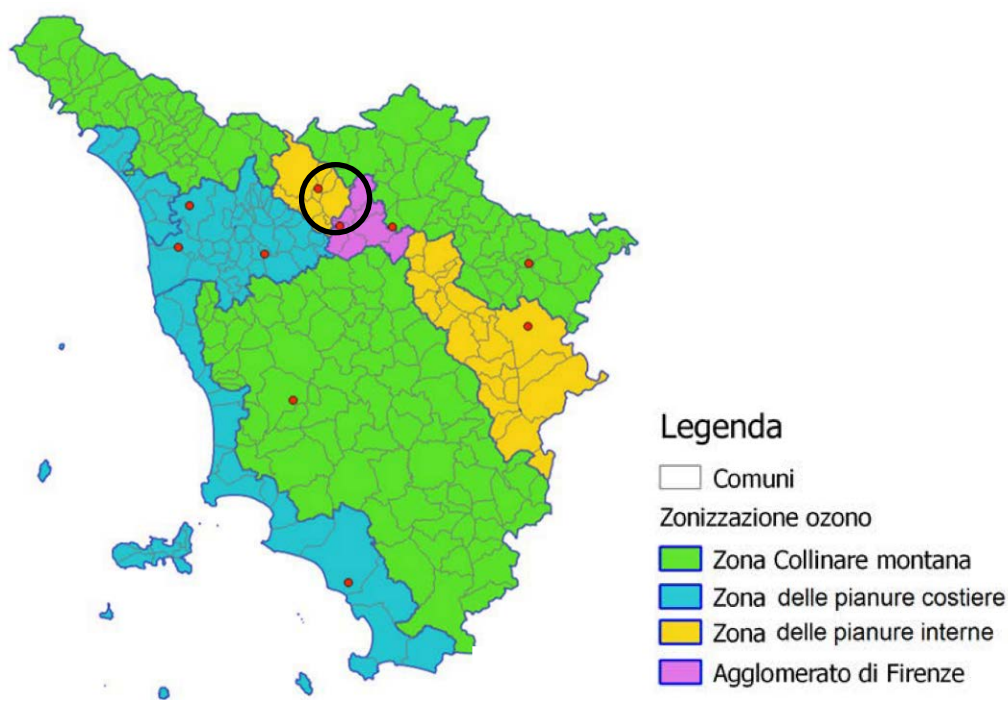 Legenda
Comuni
Zonizzazione ozono
Zona Collinare montana
Zona delle pianure costiere
Zona delle pianure interne
Agglomerato di Firenze